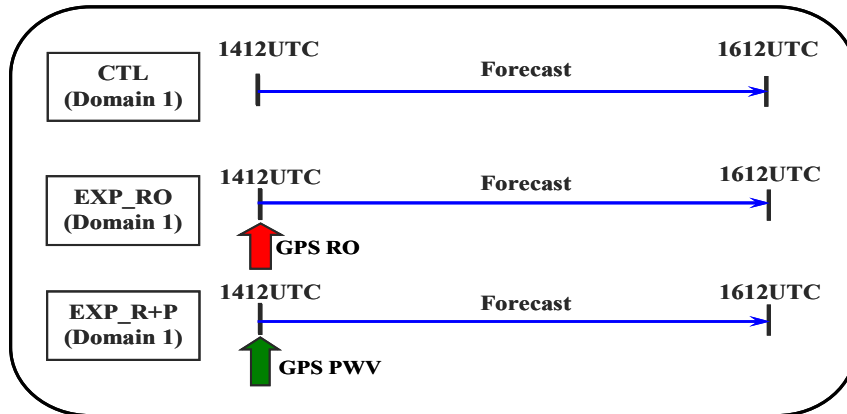 1412UTC
1612UTC
CTL
(Domain 1)
Forecast
1412UTC
1612UTC
EXP_RO
(Domain 1)
Forecast
GPS RO
1412UTC
1612UTC
EXP_R+P
(Domain 1)
Forecast
GPS PWV